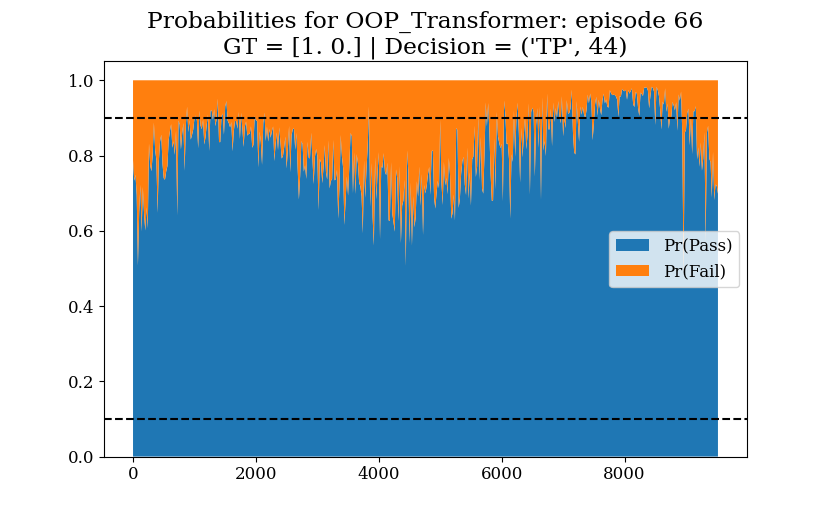 Probabilities for OOP_Transformer: episode 66
GT = [1. 0.] | Decision = ('TP', 44)
1.0
0.8
0.6
0.4
0.2
0.0
Pr(Pass)
Pr(Fail)
0
2000
4000
6000
8000